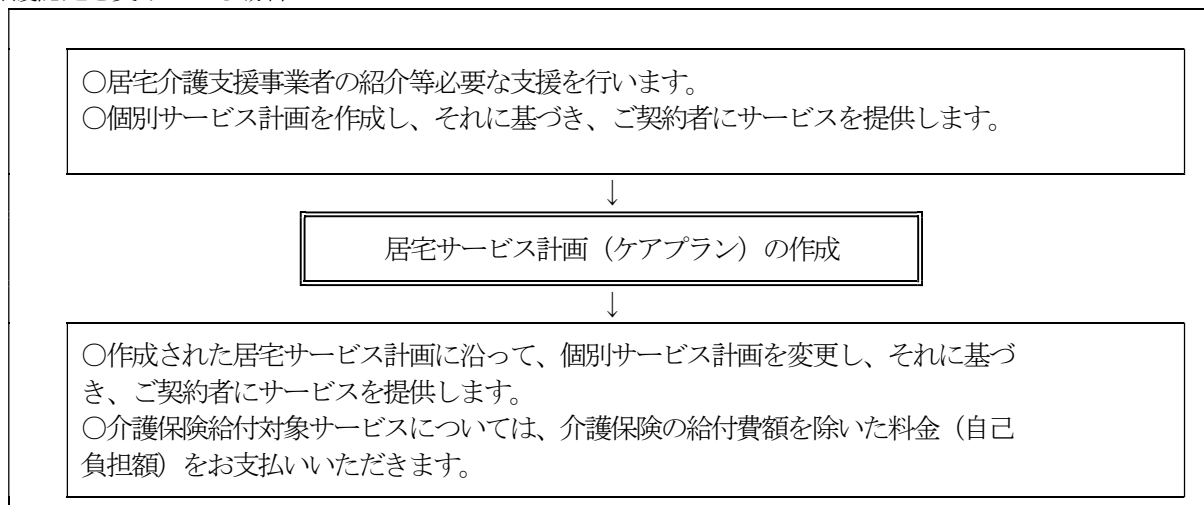 ○居宅介護支援事業者の紹介等必要な支援を行います。
○個別サービス計画を作成し、それに基づき、ご契約者にサービスを提供します。
↓
居宅サービス計画（ケアプラン）の作成
↓
○作成された居宅サービス計画に沿って、個別サービス計画を変更し、それに基づ
き、ご契約者にサービスを提供します。
○介護保険給付対象サービスについては、介護保険の給付費額を除いた料金（自己
負担額）をお支払いいただきます。